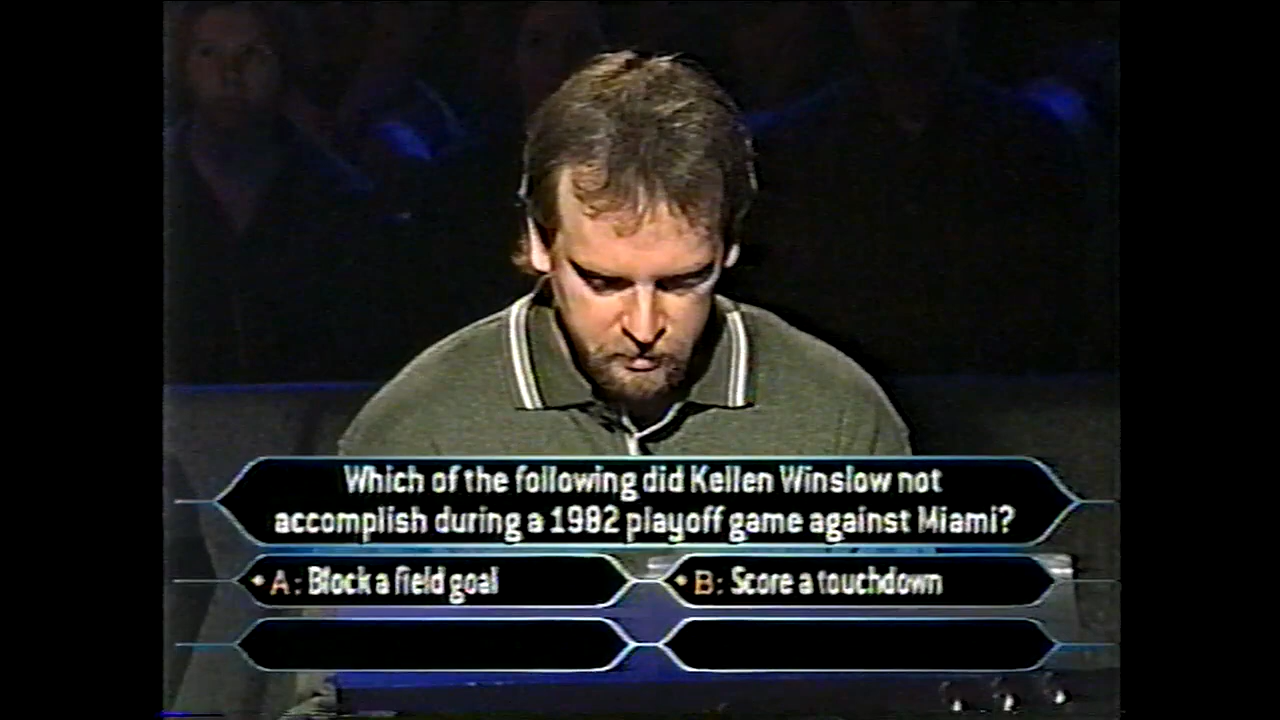 Which of the following did Kellen Winslow not
accomplish during a 1982 playoff game against Miami?
A: Block a field goal
B: Score a touchdown